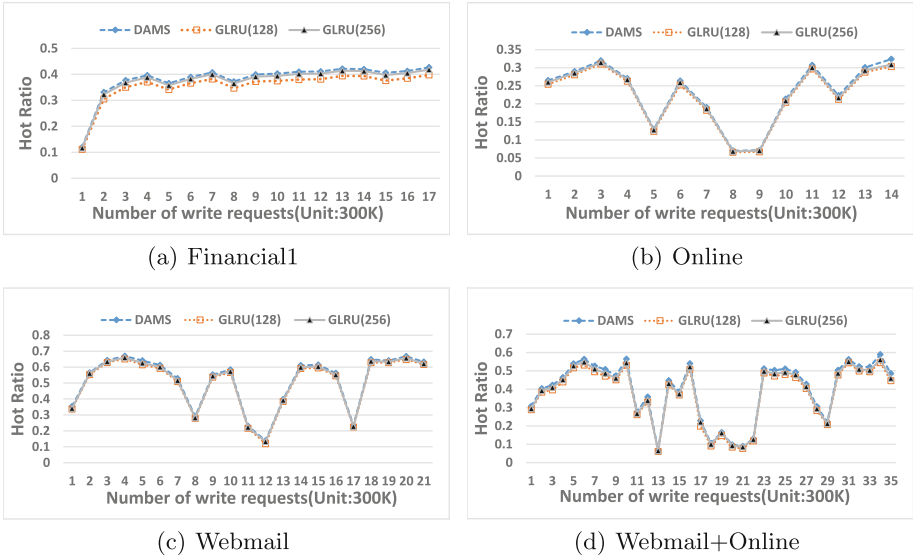 DAMS GLRU(128) GLRU(256)
0.5
0.4
0.3
0.2
0.1
0
Hot Ratio
1 2 3 4 5 6 7 8 9 10 11 12 13 14 15 16 17
Number of write requests(Unit:300K)
(a) Financial1
DAMS GLRU(128) GLRU(256)
0.35
0.3
0.25
0.2
0.15
0.1
0.05
0
Hot Ratio
1 2 3 4 5 6 7 8 9 10 11 12 13 14
Number of write requests(Unit:300K)
(b) Online
DAMS GLRU(128) GLRU(256)
0.8
0.7
0.6
0.5
0.4
0.3
0.2
0.1
0
Hot Ratio
1 2 3 4 5 6 7 8 9 10 11 12 13 14 15 16 17 18 19 20 21
Number of write requests(Unit:300K)
(c) Webmail
DAMS GLRU(128) GLRU(256)
0.7
0.6
0.5
0.4
0.3
0.2
0.1
0
Hot Ratio
1 3 5 7 9 11 13 15 17 19 21 23 25 27 29 31 33 35
Number of write requests(Unit:300K)
(d) Webmail+Online